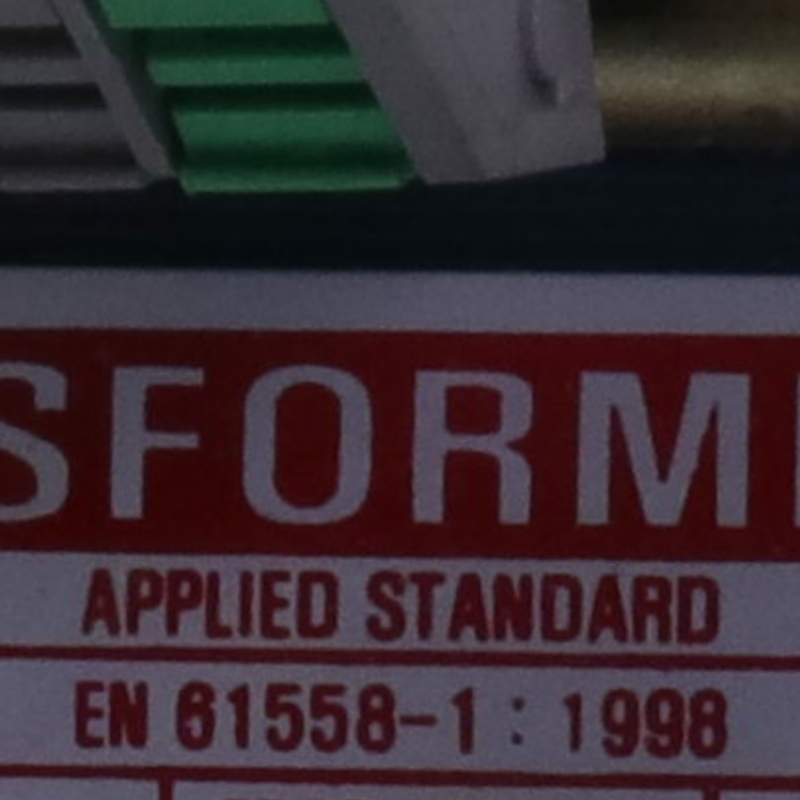 SFORM
APPLIED STANDARD
EN 61558-1 : 1998